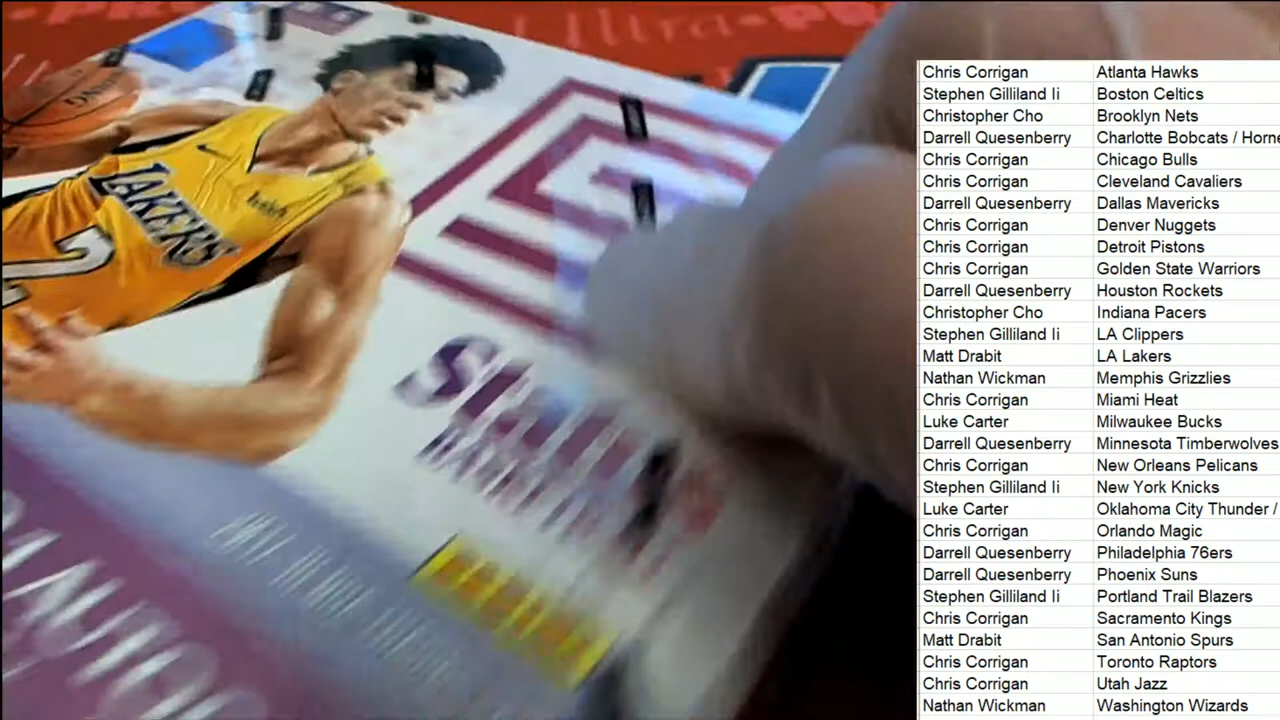 Ultra•PR
LAKERS
2
Chris Corrigan Atlanta Hawks
Stephen Gilliland Ii Boston Celtics
Christopher Cho Brooklyn Nets
Darrell Quesenberry Charlotte Bobcats / Horne
Chris Corrigan Chicago Bulls
Chris Corrigan Cleveland Cavaliers
Darrell Quesenberry Dallas Mavericks
Chris Corrigan Denver Nuggets
Chris Corrigan Detroit Pistons
Chris Corrigan Golden State Warriors
Darrell Quesenberry Houston Rockets
Christopher Cho Indiana Pacers
Stephen Gilliland Ii LA Clippers
Matt Drabit LA Lakers
Nathan Wickman Memphis Grizzlies
Chris Corrigan Miami Heat
Luke Carter Milwaukee Bucks
Darrell Quesenberry Minnesota Timberwolves
Chris Corrigan New Orleans Pelicans
Stephen Gilliland Ii New York Knicks
Luke Carter Oklahoma City Thunder /
Chris Corrigan Orlando Magic
Darrell Quesenberry Philadelphia 76ers
Darrell Quesenberry Phoenix Suns
Stephen Gilliland Ii Portland Trail Blazers
Chris Corrigan Sacramento Kings
Matt Drabit San Antonio Spurs
Chris Corrigan Toronto Raptors
Chris Corrigan Utah Jazz
Nathan Wickman Washington Wizards